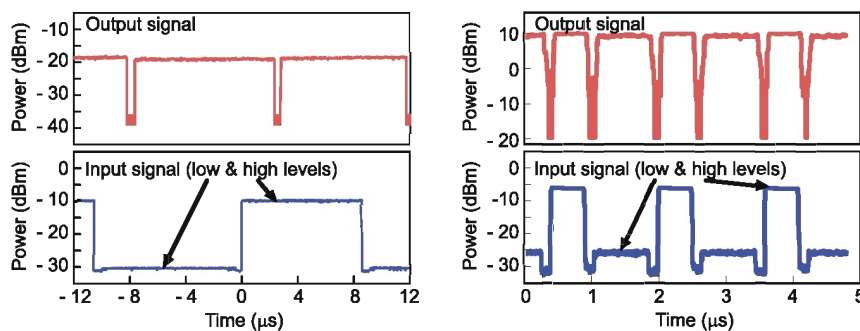 Output signal
Power (dBm)
-10
-20
-30
-40
Input signal (low & high levels)
Power (dBm)
0
-10
-20
-30
-12 -8 -4 0 4 8 12
Time (μs)
Output signal
Power (dBm)
20
10
0
-10
-20
Input signal (low & high levels)
Power (dBm)
0
-10
-20
-30
0 1 2 3 4 5
Time (μs)